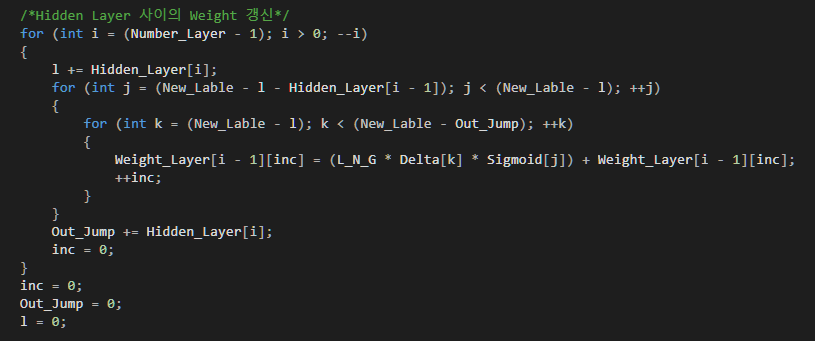 /*Hidden Layer 사이의 Weight 갱신*/
for (int i = (Number_Layer - 1); i > 0; --i)
{
    l += Hidden_Layer[i];
    for (int j = (New_Lable - l - Hidden_Layer[i - 1]); j < (New_Lable - l); ++j)
    {
        for (int k = (New_Lable - l); k < (New_Lable - Out_Jump); ++k)
        {
            Weight_Layer[i - 1][inc] = (L_N_G * Delta[k] * Sigmoid[j]) + Weight_Layer[i - 1][inc];
            ++inc;
        }
    }
    Out_Jump += Hidden_Layer[i];
    inc = 0;
}
inc = 0;
Out_Jump = 0;
l = 0;